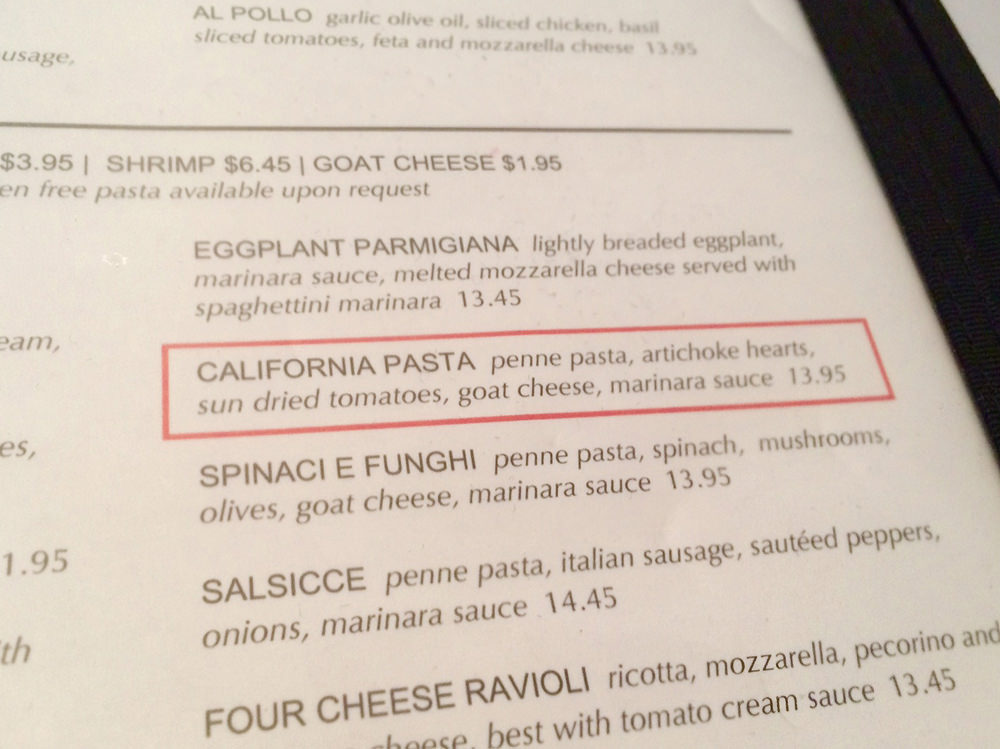 AL POLLO garlic olive oil, sliced chicken, basil
sliced tomatoes, feta and mozzarella cheese 13.95
usage,
$3.95 | SHRIMP $6.45 | GOAT CHEESE $1.95
en free pasta available upon request
EGGPLANT PARMIGIANA lightly breaded eggplant,
marinara sauce, melted mozzarella cheese served with
spaghettini marinara 13.45
eam,
CALIFORNIA PASTA penne pasta, artichoke hearts,
sun dried tomatoes, goat cheese, marinara sauce 13.95
es,
SPINACI E FUNGHI penne pasta, spinach, mushrooms,
olives, goat cheese, marinara sauce 13.95
1.95
SALSICCE penne pasta, italian sausage, sautéed peppers,
onions, marinara sauce 14.45
th
FOUR CHEESE RAVIOLI ricotta, mozzarella, pecorino and
cheese, best with tomato cream sauce 13.45